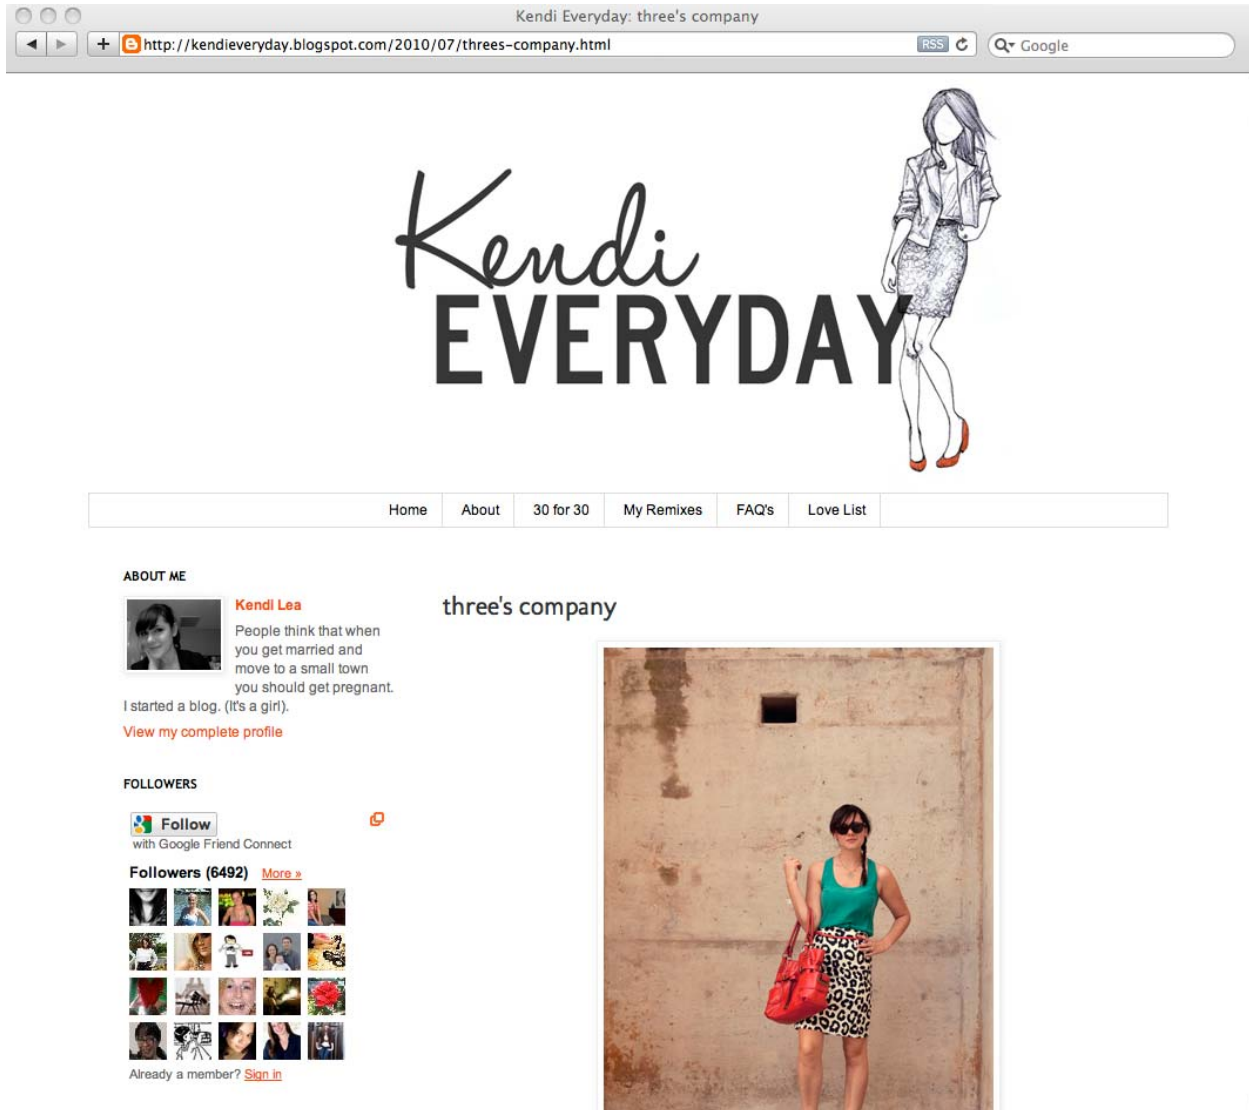 Kendi Everyday: three's company
http://kendieveryday.blogspot.com/2010/07/threes-company.html
RSS
Google
Kendi
EVERYDAY
Home
About
30 for 30
My Remixes
FAQ's
Love List
ABOUT ME
Kendi Lea
People think that when
you get married and
move to a small town
you should get pregnant.
I started a blog. (It's a girl).
View my complete profile
FOLLOWERS
Follow
with Google Friend Connect
Followers (6492) More »
Already a member? Sign in
three's company